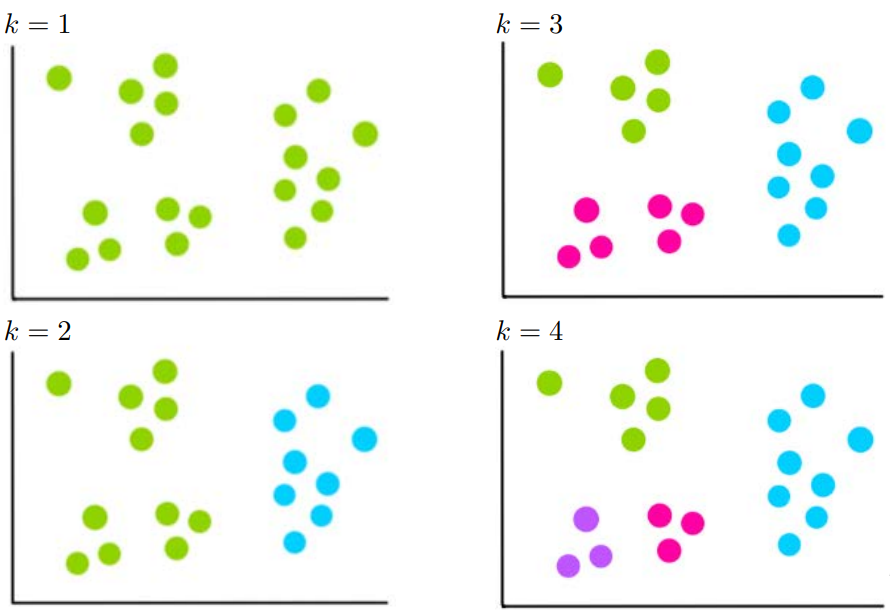 k = 1
k = 3
k = 2
k = 4